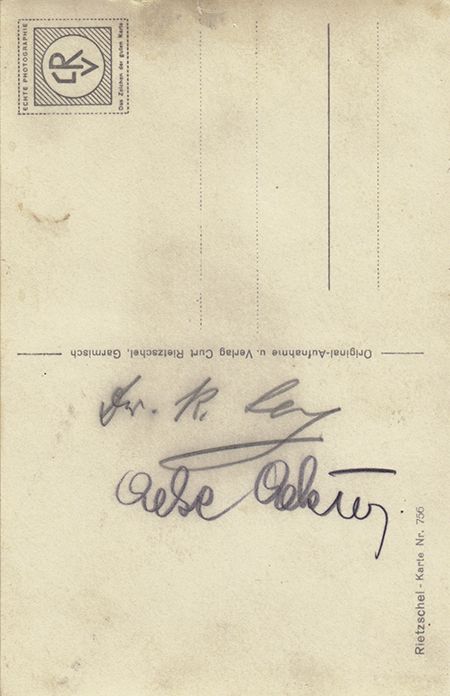 ECHTE PHOTOGRAPHIE
CRV
Das Zeichen der guten Karte
Original-Aufnahme u. Verlag Curt Rietzschel, Garmisch
Dr. R. Ley
Rietzschel-Karte Nr. 756